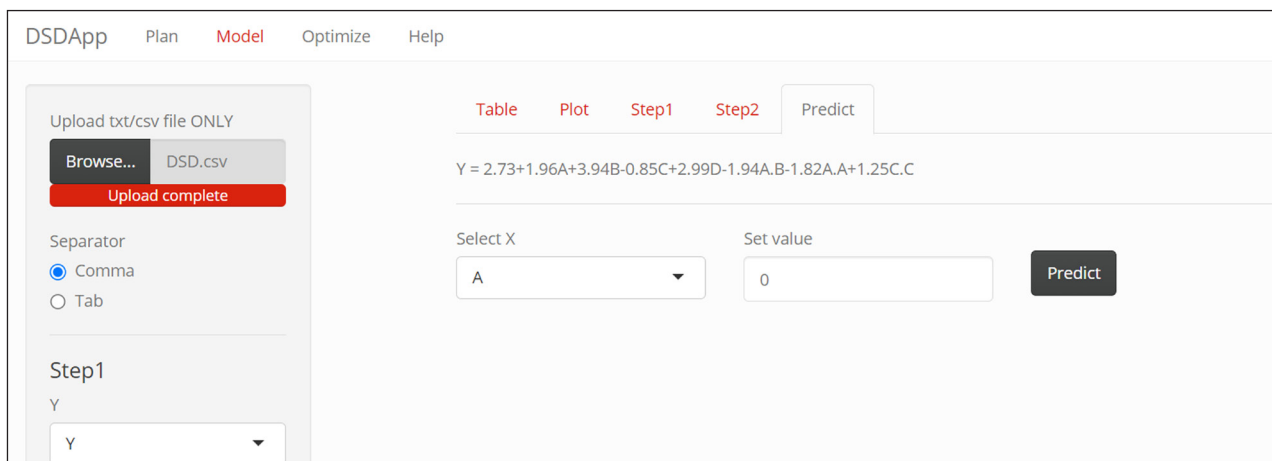 DSDApp Plan Model Optimize Help
Upload txt/csv file ONLY
Browse... DSD.csv
Upload complete
Separator
Comma
Tab
Step1
Y
Y
Table Plot Step1 Step2 Predict
Y = 2.73+1.96A+3.94B-0.85C+2.99D-1.94A.B-1.82A.A+1.25C.C
Select X Set value
A 0 Predict